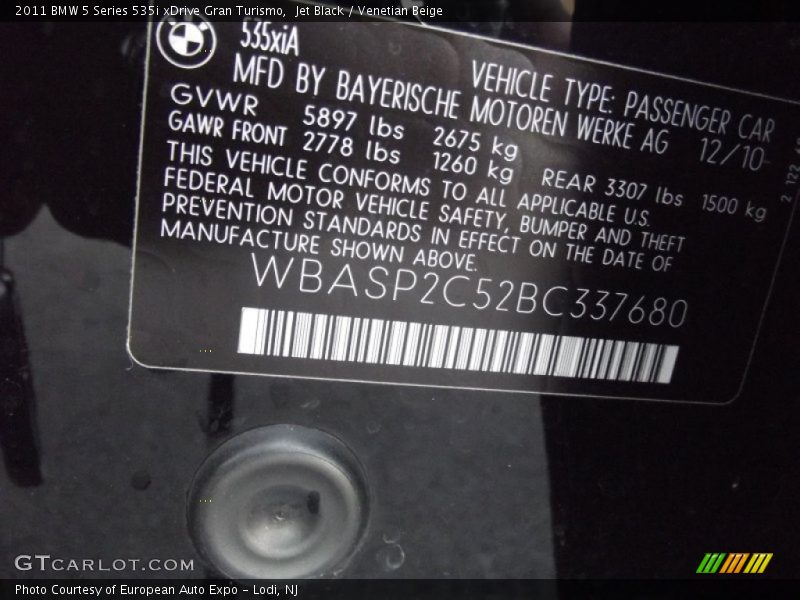 2011 BMW 5 Series 535i xDrive Gran Turismo, Jet Black / Venetian Beige
535xiA
VEHICLE TYPE: PASSENGER CAR
MFD BY BAYERISCHE MOTOREN WERKE AG 12/10
GVWR 5897 lbs 2675 kg
GAWR FRONT 2778 lbs 1260 kg REAR 3307 lbs 1500 kg
THIS VEHICLE CONFORMS TO ALL APPLICABLE U.S.
FEDERAL MOTOR VEHICLE SAFETY, BUMPER AND THEFT
PREVENTION STANDARDS IN EFFECT ON THE DATE OF
MANUFACTURE SHOWN ABOVE.
WBASP2C52BC337680
GTCARLOT.COM
Photo Courtesy of European Auto Expo - Lodi, NJ